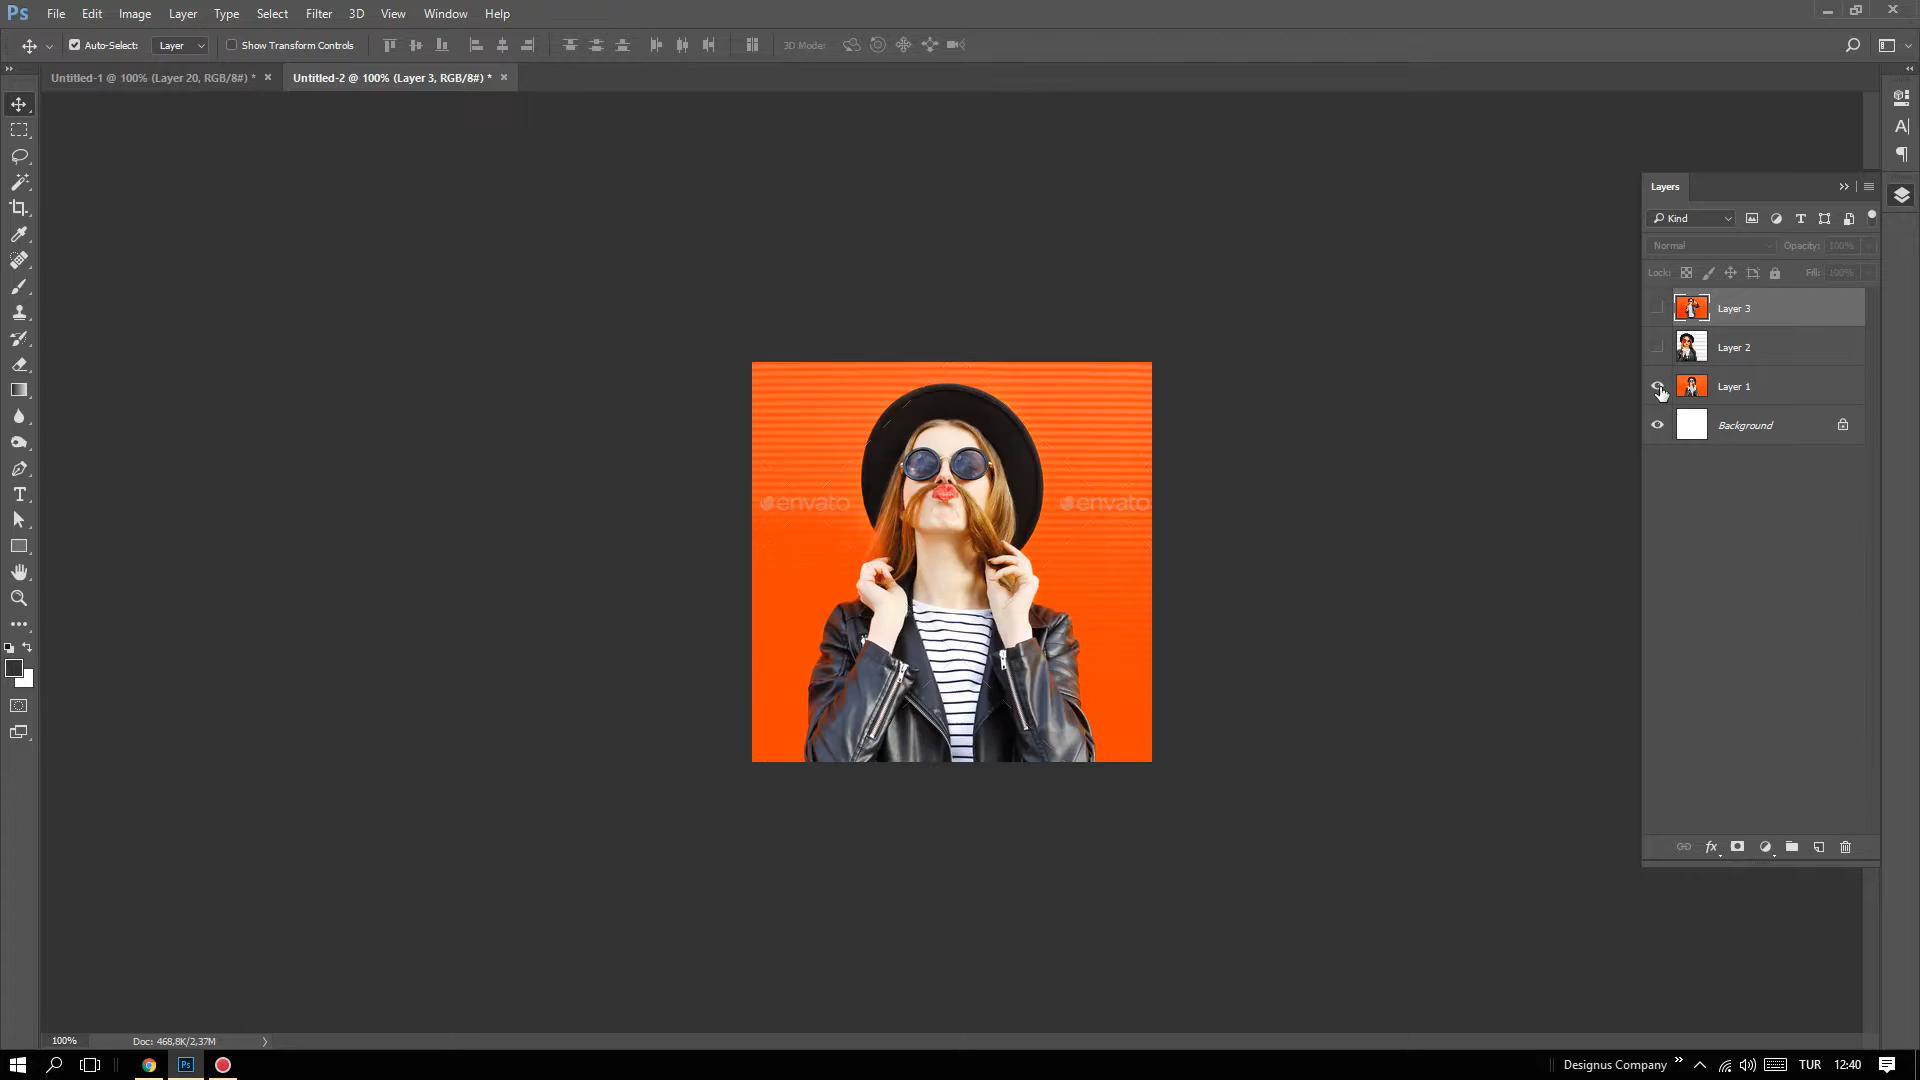 Ps File Edit Image Layer Type Select Filter 3D View Window Help
Auto-Select: Layer Show Transform Controls 3D Mode:
Untitled-1 @ 100% (Layer 20, RGB/8#) * × Untitled-2 @ 100% (Layer 3, RGB/8#) * ×
Layers
Kind
Normal Opacity: 100%
Lock: Fill: 100%
Layer 3
Layer 2
Layer 1
Background
envato envato
fx
100% Doc: 468,8K/2,37M
Ps Designus Company TUR 12:40